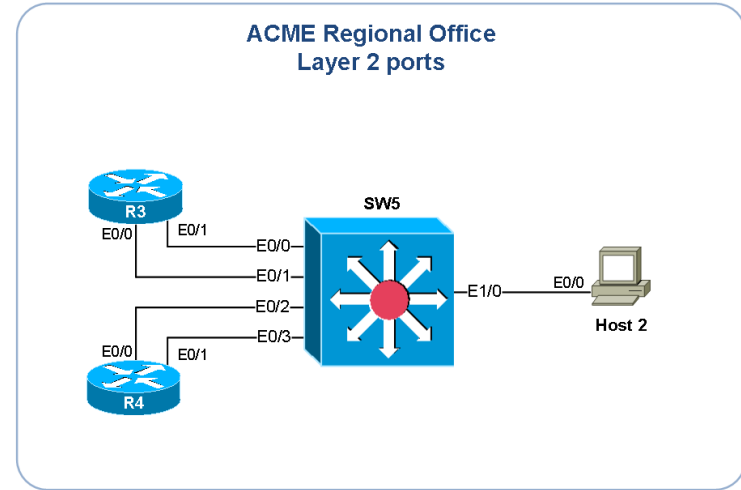 ACME Regional Office
Layer 2 ports
SW5
R3
E0/0
E0/1
E0/0
E0/1
E0/2
E0/3
E1/0
E0/0
Host 2
E0/0
E0/1
R4